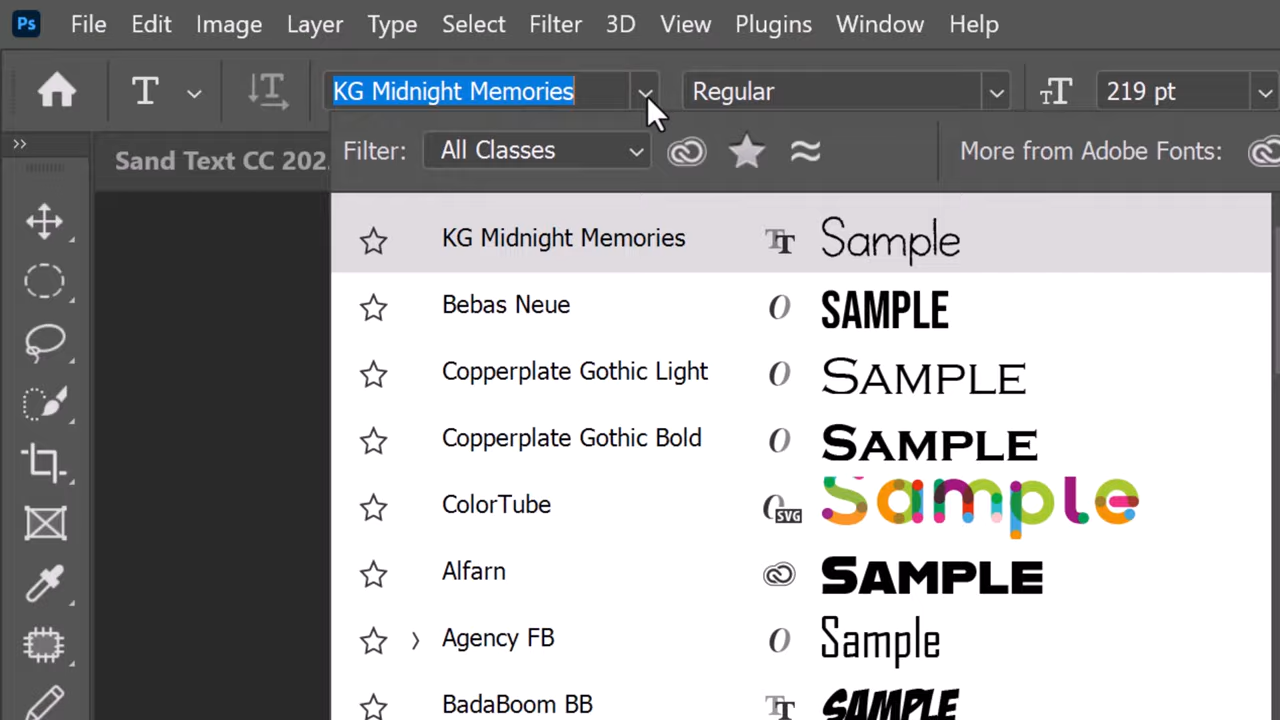 Ps File Edit Image Layer Type Select Filter 3D View Plugins Window Help
T KG Midnight Memories Regular 219 pt
Filter: All Classes More from Adobe Fonts:
Sand Text CC 202
KG Midnight Memories Sample
Bebas Neue SAMPLE
Copperplate Gothic Light SAMPLE
Copperplate Gothic Bold SAMPLE
ColorTube SVG Sample
Alfarn SAMPLE
Agency FB Sample
BadaBoom BB SAMPLE